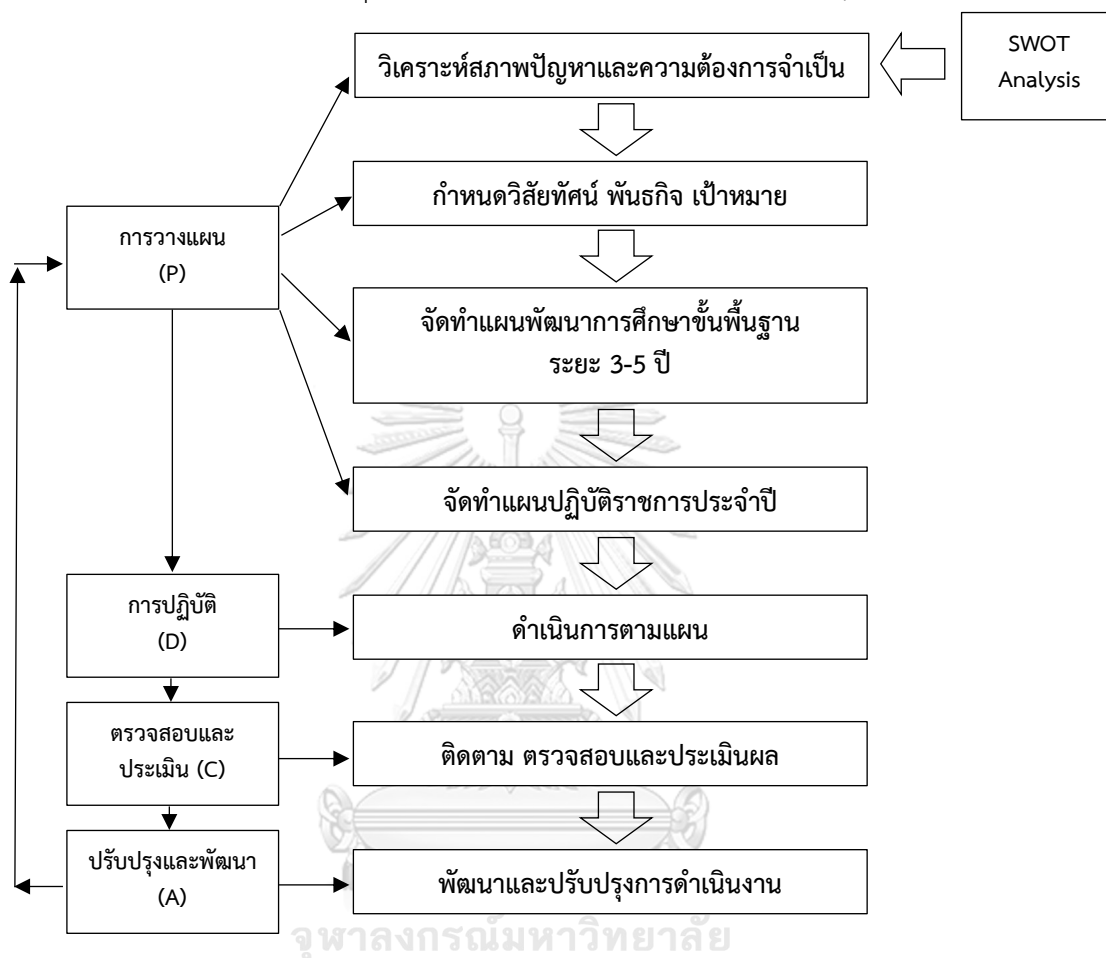 SWOT
Analysis
วิเคราะห์สภาพปัญหาและความต้องการจำเป็น
กำหนดวิสัยทัศน์ พันธกิจ เป้าหมาย
การวางแผน
(P)
จัดทำแผนพัฒนาการศึกษาขั้นพื้นฐาน
ระยะ 3-5 ปี
จัดทำแผนปฏิบัติราชการประจำปี
การปฏิบัติ
(D)
ดำเนินการตามแผน
ตรวจสอบและ
ประเมิน (C)
ติดตาม ตรวจสอบและประเมินผล
ปรับปรุงและพัฒนา
(A)
พัฒนาและปรับปรุงการดำเนินงาน
จุฬาลงกรณ์มหาวิทยาลัย